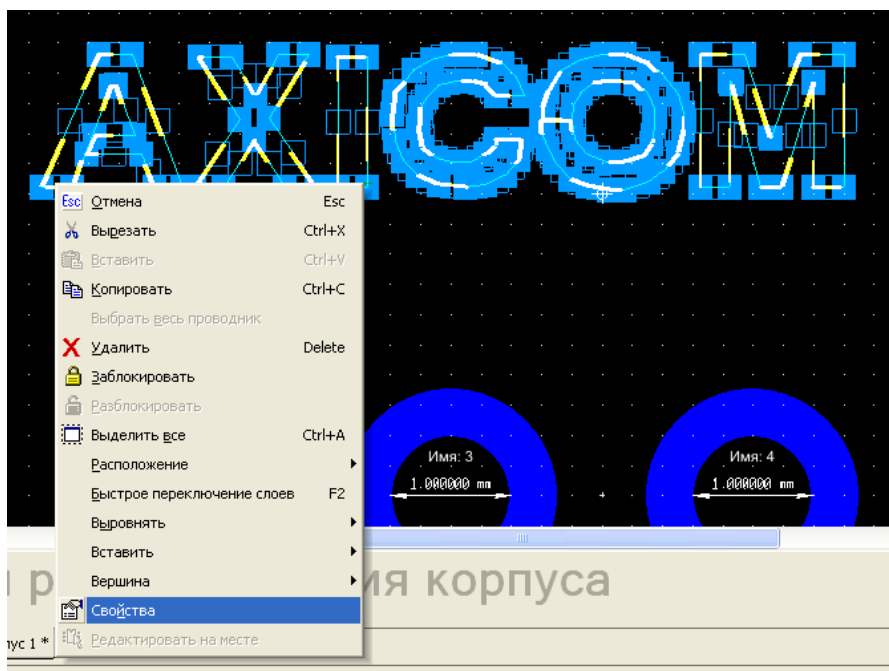 AXICOM
Esc Отмена Esc
Вырезать Ctrl+X
Вставить Ctrl+V
Копировать Ctrl+C
Выбрать весь проводник
Удалить Delete
Заблокировать
Разблокировать
Выделить все Ctrl+A
Расположение
Быстрое переключение слоев F2
Выровнять
Вставить
Вершина
Свойства
Редактировать на месте
Имя: 3
1.000000 mm
Имя: 4
1.000000 mm
ия корпуса
пус 1 *